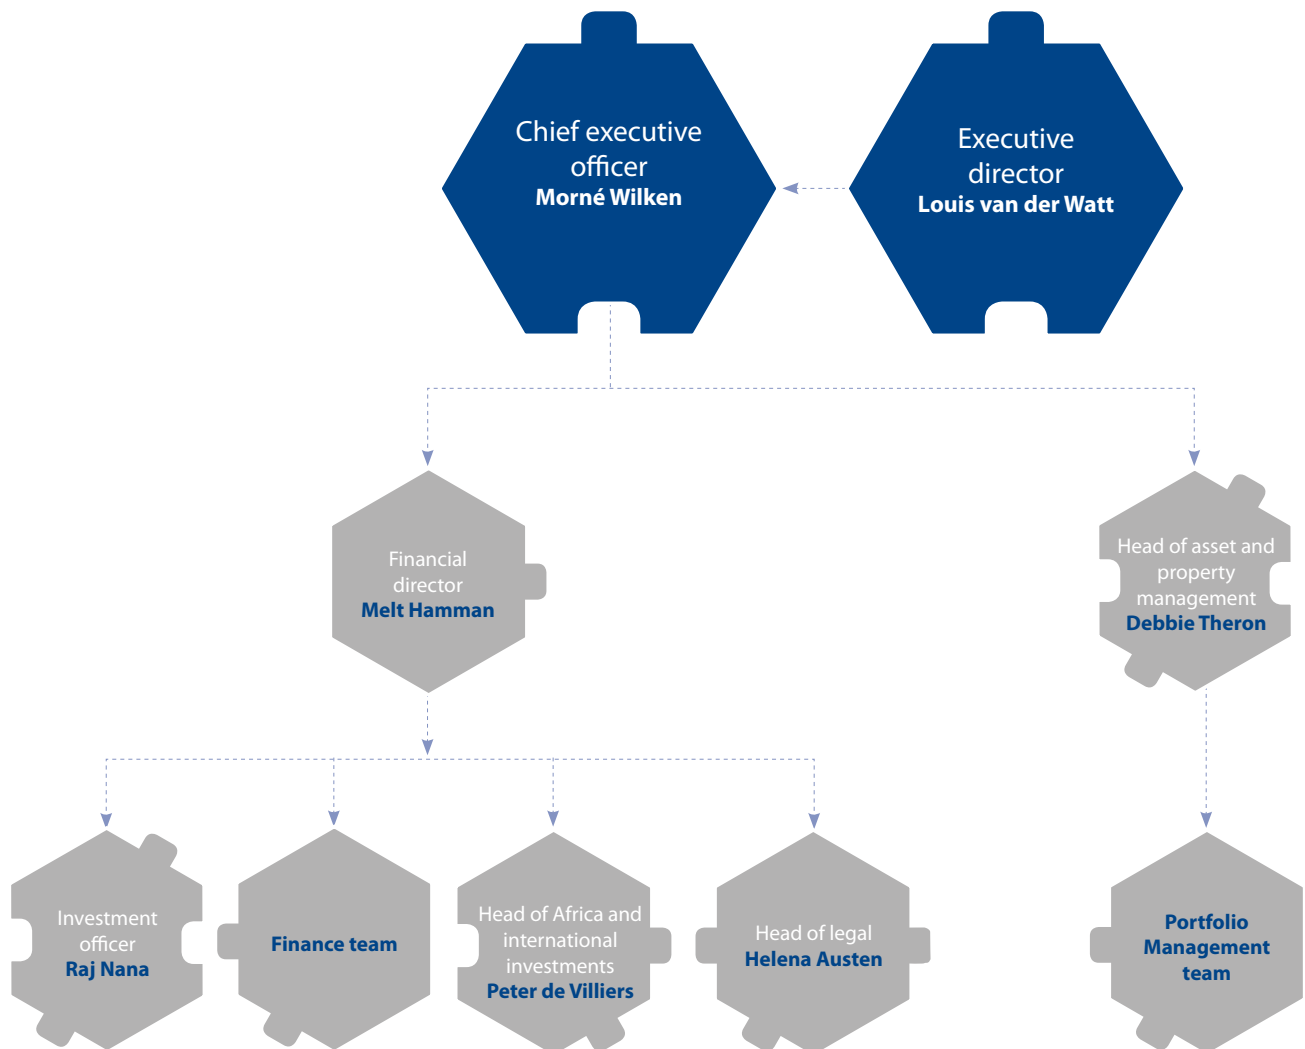 Chief executive
officer
Morné Wilken
Executive
director
Louis van der Watt
Financial
director
Melt Hamman
Head of asset and
property
management
Debbie Theron
Investment
officer
Raj Nana
Finance team
Head of Africa and
international
investments
Peter de Villiers
Head of legal
Helena Austen
Portfolio
Management
team